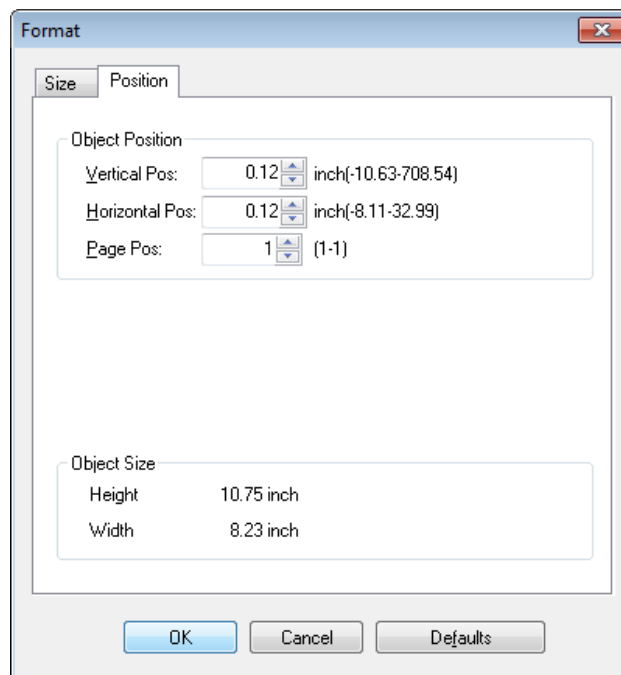 Format
Size Position
Object Position
Vertical Pos: 0.12 inch(-10.63-708.54)
Horizontal Pos: 0.12 inch(-8.11-32.99)
Page Pos: 1 (1-1)
Object Size
Height 10.75 inch
Width 8.23 inch
OK Cancel Defaults